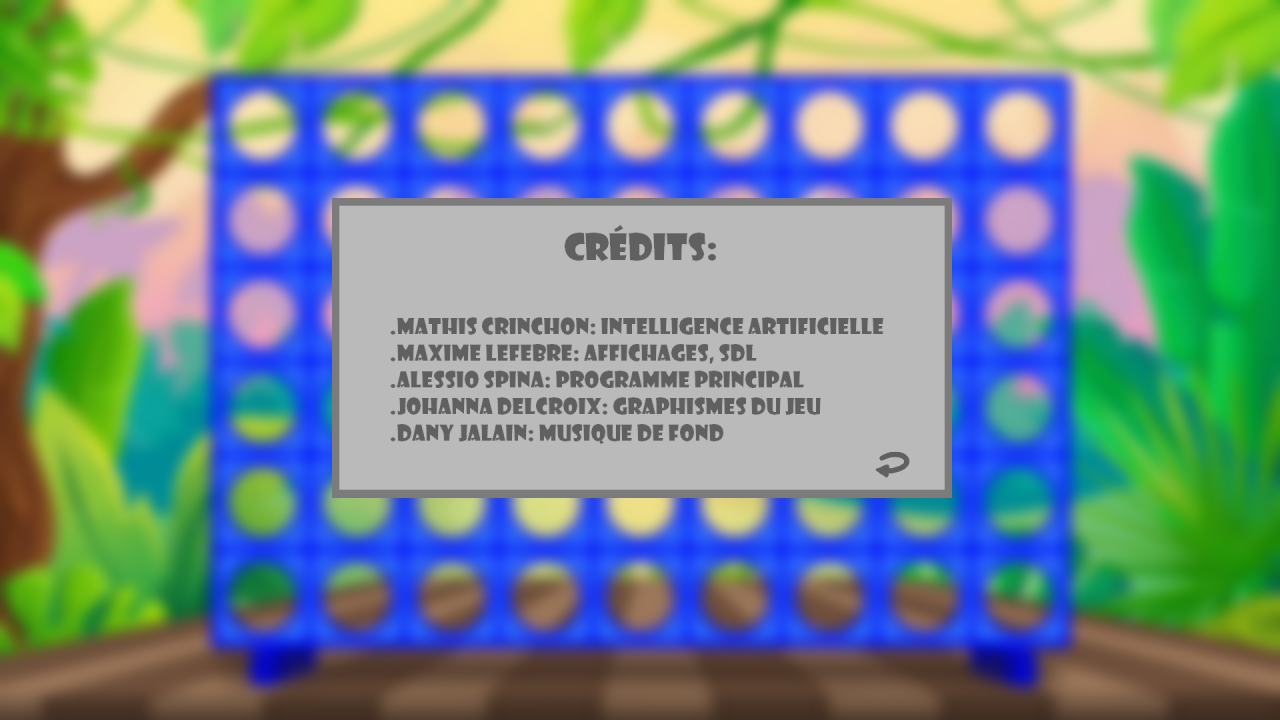 CRÉDITS:
.MATHIS CRINCHON: INTELLIGENCE ARTIFICIELLE
.MAXIME LEFEBRE: AFFICHAGES, SDL
.ALESSIO SPINA: PROGRAMME PRINCIPAL
.JOHANNA DELCROIX: GRAPHISMES DU JEU
.DANY JALAIN: MUSIQUE DE FOND